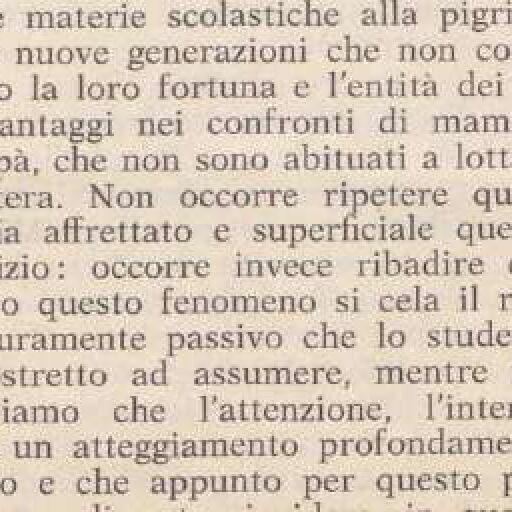 e materie scolastiche alla pigri
nuove generazioni che non co
o la loro fortuna e l'entità dei
antaggi nei confronti di mam
pà, che non sono abituati a lott
tera. Non occorre ripetere qu
ia affrettato e superficiale que
izio: occorre invece ribadire
o questo fenomeno si cela il r
uramente passivo che lo stude
ostretto ad assumere, mentre
iamo che l'attenzione, l'inter
un atteggiamento profondame
o e che appunto per questo p